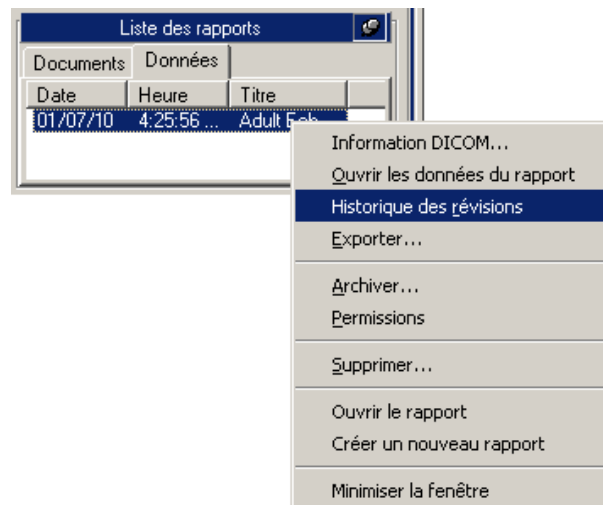 Liste des rapports
Documents Données
Date Heure Titre
01/07/10 4:25:56 ... Adult
Information DICOM...
Ouvrir les données du rapport
Historique des révisions
Exporter...
Archiver...
Permissions
Supprimer...
Ouvrir le rapport
Créer un nouveau rapport
Minimiser la fenêtre